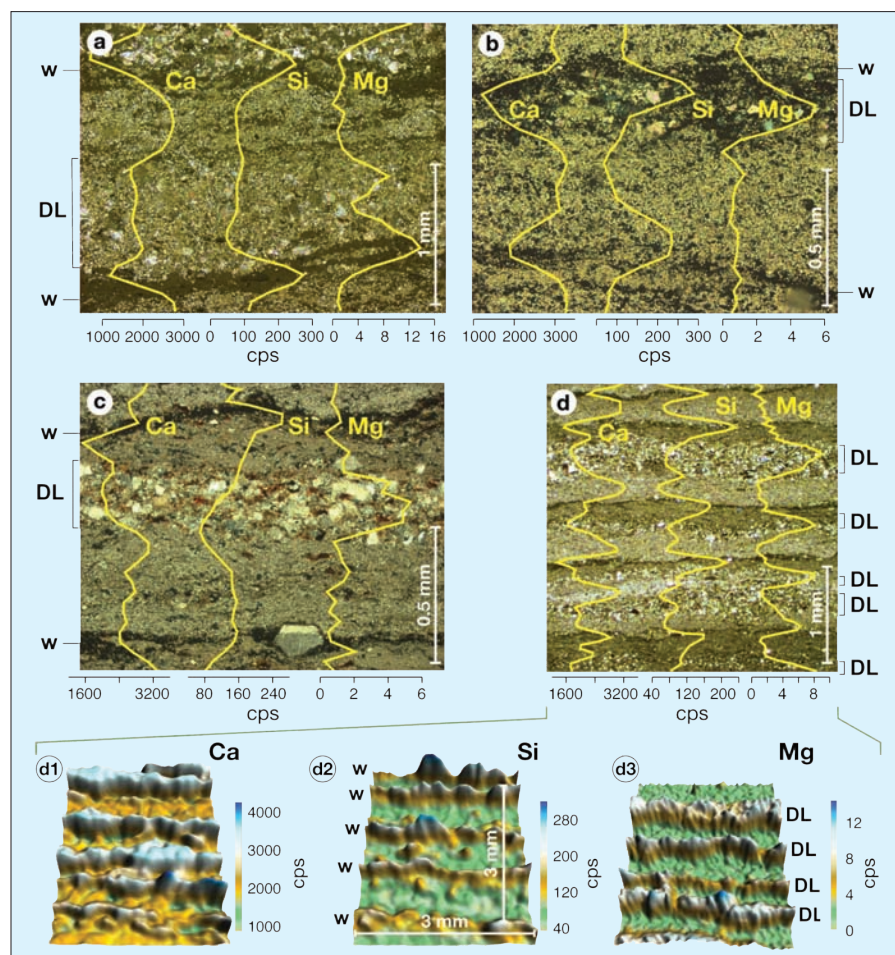 a
b
w
Ca
Si
Mg
DL
1 mm
w
1000 2000 3000 0 100 200 300 0 4 8 12 16
cps
w
DL
Ca
Si
Mg
0.5 mm
w
1000 2000 3000 100 200 300 0 2 4 6
cps
c
w
Ca
Si
Mg
DL
0.5 mm
w
1600 3200 80 160 240 0 2 4 6
cps
d
Ca
Si
Mg
DL
DL
DL
DL
DL
1 mm
1600 3200 40 120 200 0 4 8
cps
d1
Ca
4000
3000
2000
1000
cps
d2
Si
w
w
w
w
w
3 mm
3 mm
280
200
120
40
cps
d3
Mg
DL
DL
DL
DL
12
8
4
0
cps